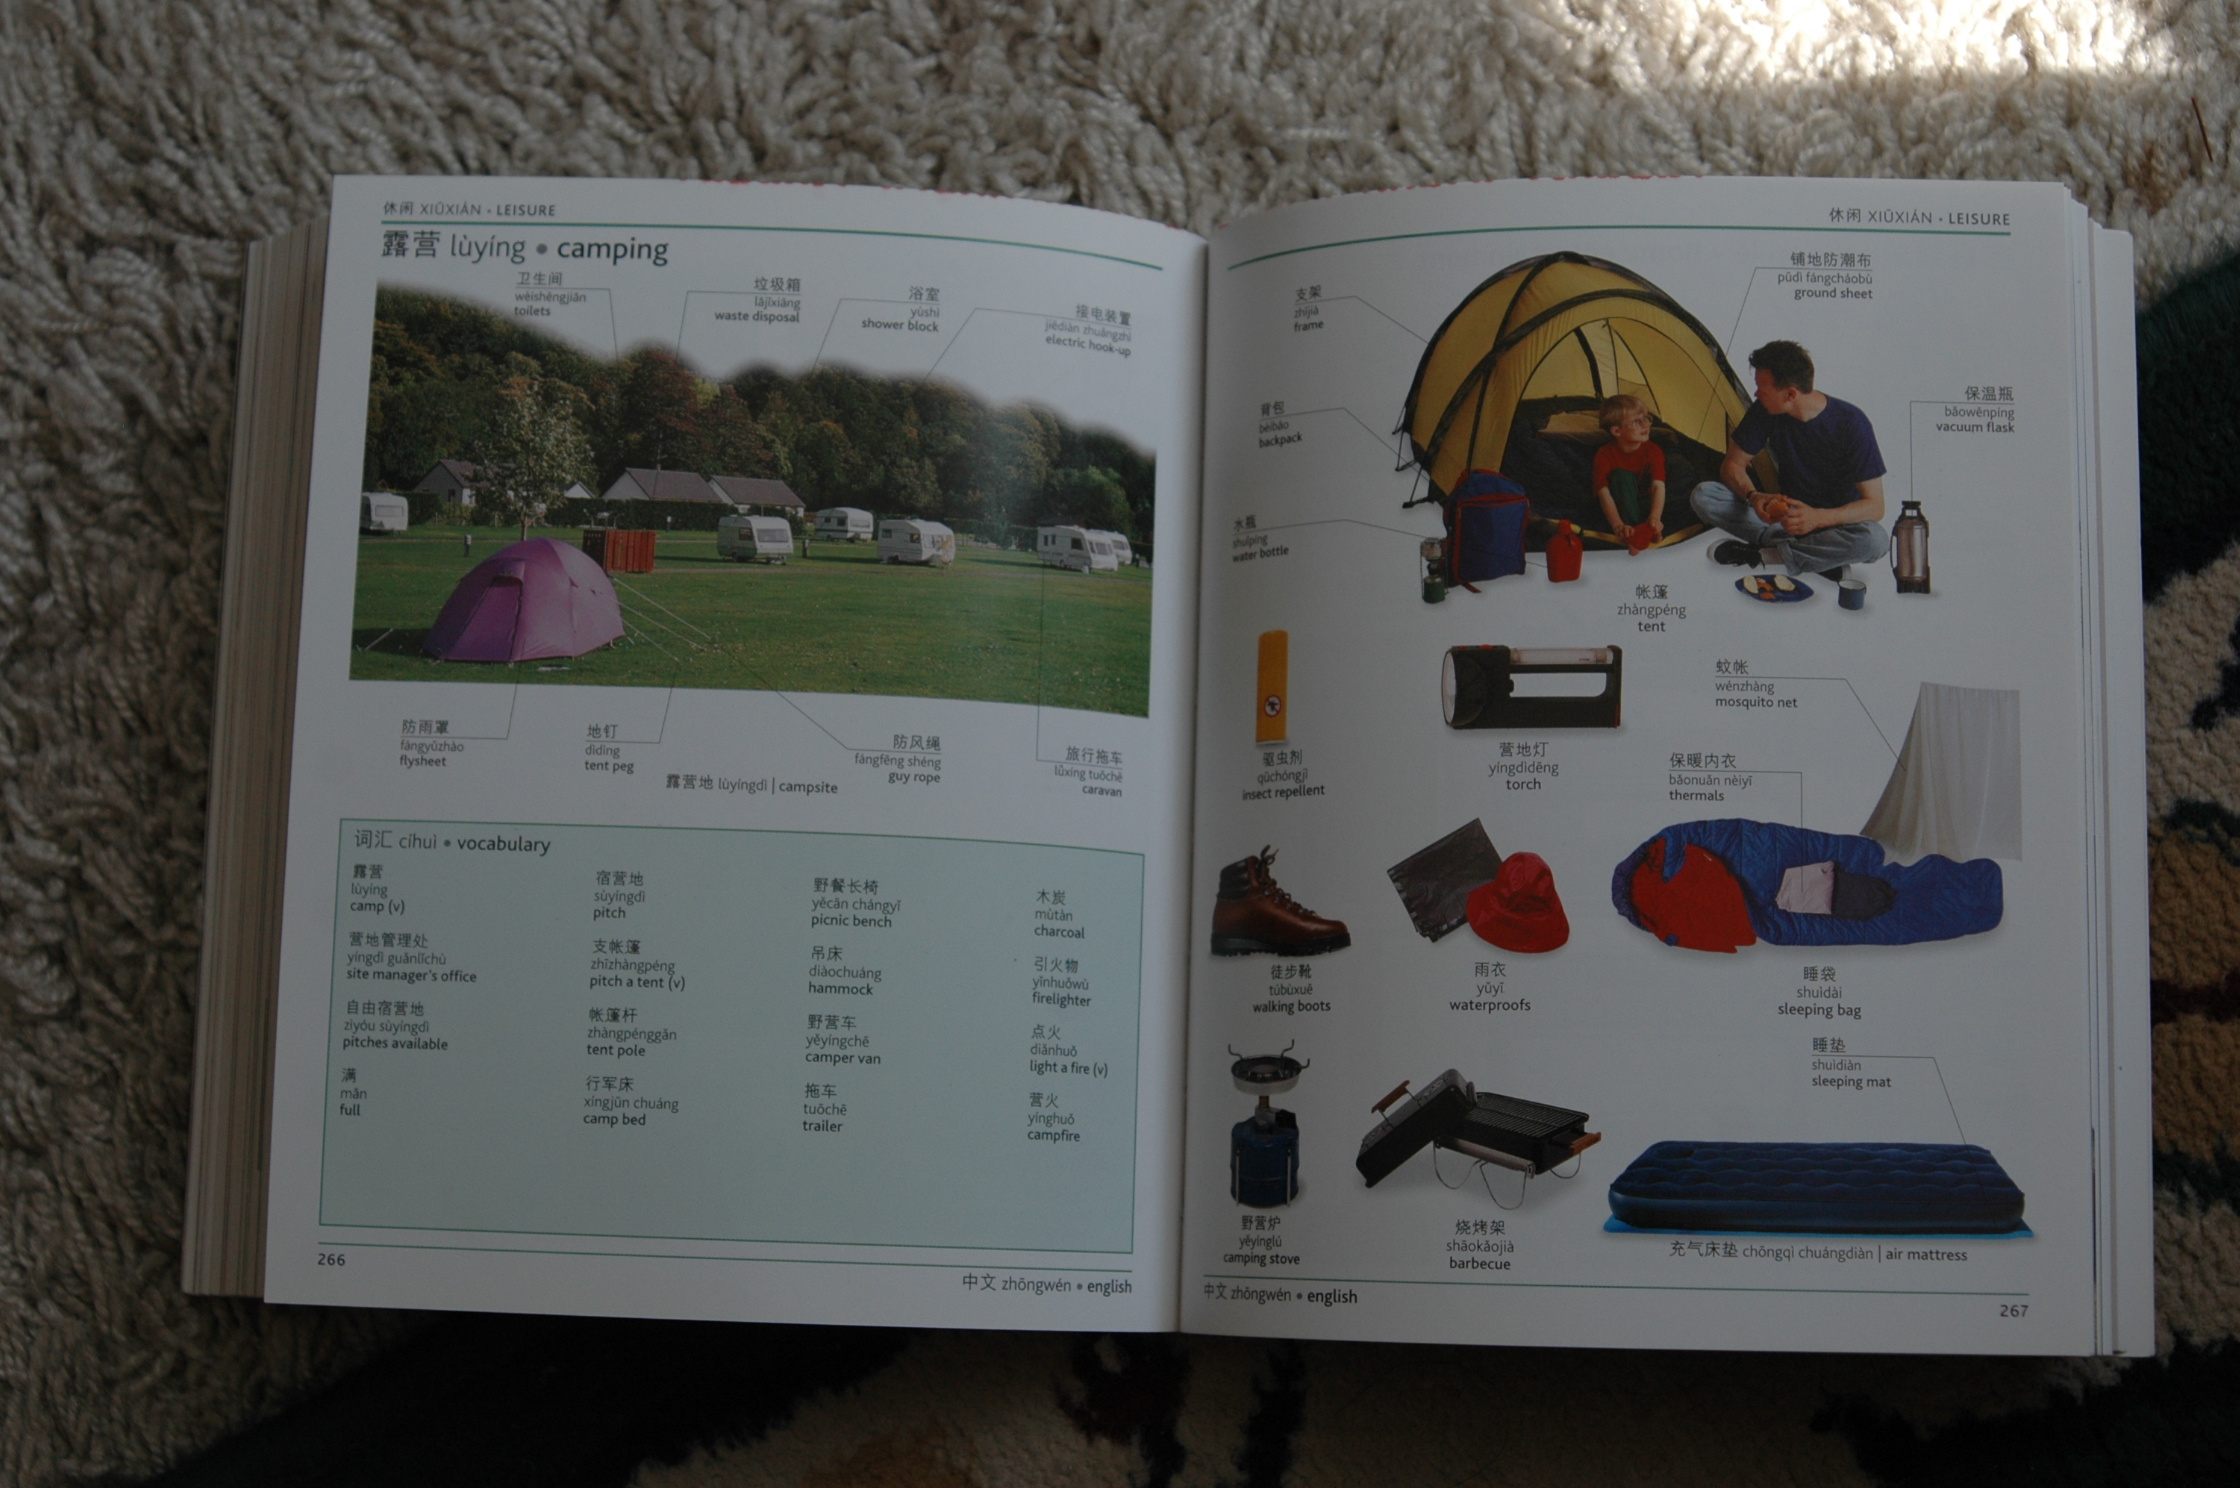 休闲 XIŪXIÁN • LEISURE
露营 lùyíng • camping
卫生间
wèishēngjiān
toilets
垃圾箱
lājīxiāng
waste disposal
浴室
yùshì
shower block
接电装置
jiēdiàn zhuāngzhì
electric hook-up
防雨罩
fángyǔzhào
flysheet
地钉
dìdīng
tent peg
防风绳
fángfēng shéng
guy rope
旅行拖车
lǚxíng tuōchē
caravan
露营地 lùyíngdì | campsite
词汇 cíhuì • vocabulary
露营
lùyíng
camp (v)
营地管理处
yíngdì guǎnlǐchù
site manager's office
自由宿营地
zìyóu sùyíngdì
pitches available
满
mǎn
full
宿营地
sùyíngdì
pitch
支帐篷
zhīzhàngpéng
pitch a tent (v)
帐篷杆
zhàngpénggān
tent pole
行军床
xíngjūn chuáng
camp bed
野餐长椅
yěcān chángyǐ
picnic bench
吊床
diàochuáng
hammock
野营车
yěyíngchē
camper van
拖车
tuōchē
trailer
木炭
mùtàn
charcoal
引火物
yǐnhuǒwù
firelighter
点火
diǎnhuǒ
light a fire (v)
营火
yínghuǒ
campfire
266
中文 zhōngwén • english
休闲 XIŪXIÁN • LEISURE
支架
zhījià
frame
背包
bēibāo
backpack
水瓶
shuǐpíng
water bottle
铺地防潮布
pūdì fángcháobù
ground sheet
保温瓶
bǎowēnpíng
vacuum flask
帐篷
zhàngpéng
tent
驱虫剂
qūchóngjì
insect repellent
营地灯
yíngdìdēng
torch
蚊帐
wénzhàng
mosquito net
保暖内衣
bǎonuǎn nèiyī
thermals
徒步靴
túbùxuē
walking boots
雨衣
yǔyī
waterproofs
睡袋
shuìdài
sleeping bag
睡垫
shuìdiàn
sleeping mat
野营炉
yěyínglú
camping stove
烧烤架
shāokǎojià
barbecue
充气床垫 chōngqì chuángdiàn | air mattress
中文 zhōngwén • english
267